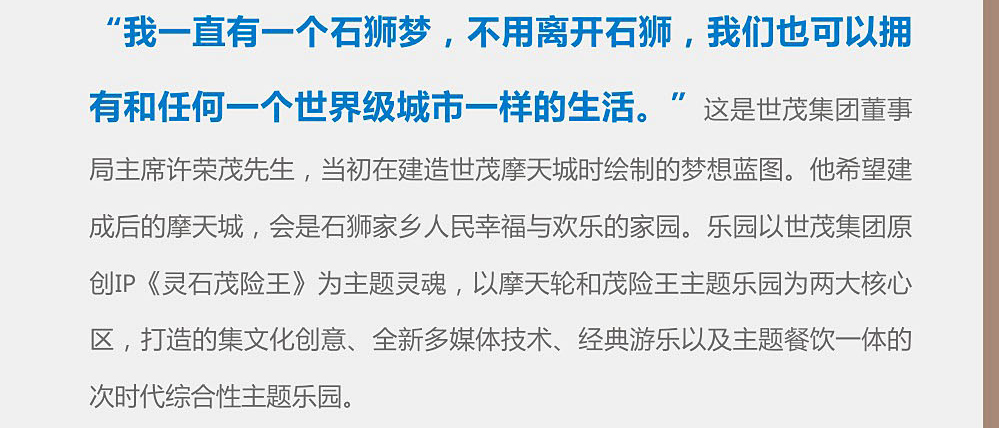 “我一直有一个石狮梦，不用离开石狮，我们也可以拥
有和任何一个世界级城市一样的生活。”这是世茂集团董事
局主席许荣茂先生，当初在建造世茂摩天城时绘制的梦想蓝图。他希望建
成后的摩天城，会是石狮家乡人民幸福与欢乐的家园。乐园以世茂集团原
创IP《灵石茂险王》为主题灵魂，以摩天轮和茂险王主题乐园为两大核心
区，打造的集文化创意、全新多媒体技术、经典游乐以及主题餐饮一体的
次时代综合性主题乐园。